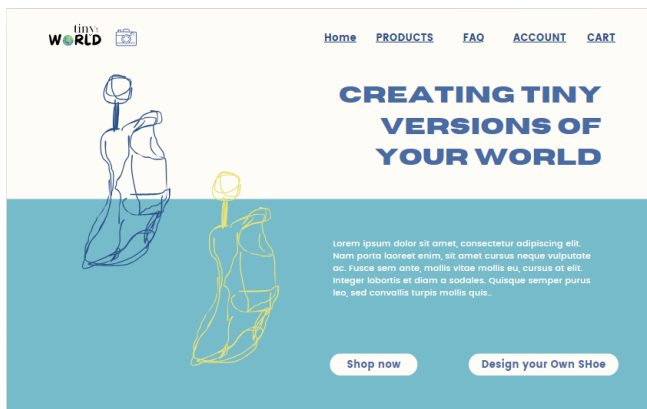 tiny
WORLD
Home PRODUCTS FAQ ACCOUNT CART
CREATING TINY
VERSIONS OF
YOUR WORLD
Lorem ipsum dolor sit amet, consectetur adipiscing elit.
Nam porta laoreet enim, sit amet cursus neque vulputate
ac. Fusce sem ante, mollis vitae mollis eu, cursus at elit.
Integer lobortis et diam a sodales. Quisque semper purus
leo, sed convallis turpis mollis quis..
Shop now
Design your Own SHoe